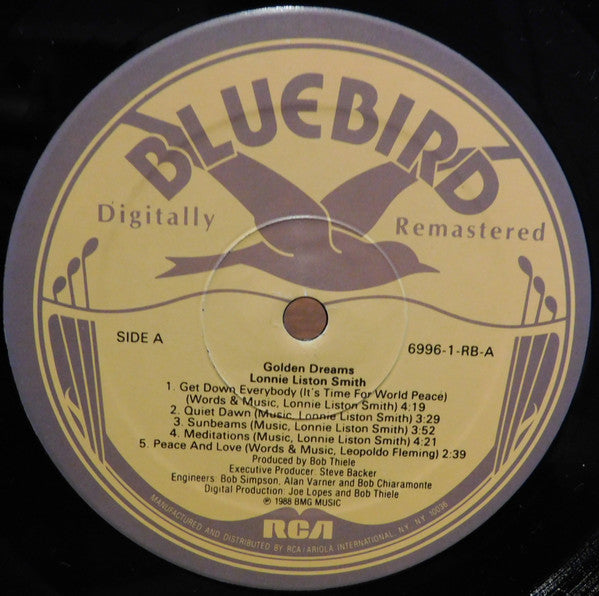 BLUEBIRD
Digitally Remastered
SIDE A
6996-1-RB-A
Golden Dreams
Lonnie Liston Smith
1. Get Down Everybody (It's Time For World Peace)
(Words & Music, Lonnie Liston Smith) 4:19
2. Quiet Dawn (Music, Lonnie Liston Smith) 3:29
3. Sunbeams (Music, Lonnie Liston Smith) 3:52
4. Meditations (Music, Lonnie Liston Smith) 4:21
5. Peace And Love (Words & Music, Leopoldo Fleming) 2:39
Produced by Bob Thiele
Executive Producer: Steve Backer
Engineers: Bob Simpson, Alan Varner and Bob Chiaramonte
Digital Production: Joe Lopes and Bob Thiele
℗ 1988 BMG MUSIC
RCA
MANUFACTURED AND DISTRIBUTED BY RCA/ARIOLA INTERNATIONAL, N.Y., N.Y. 10036